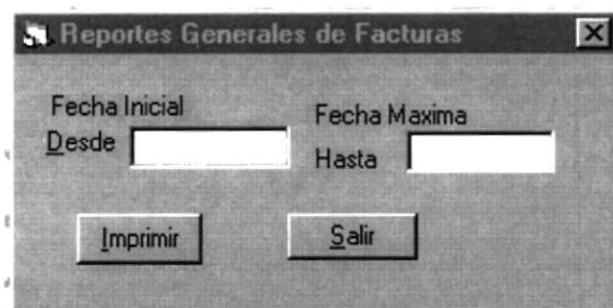 Reportes Generales de Facturas
Fecha Inicial
Fecha Maxima
Desde
Hasta
Imprimir
Salir